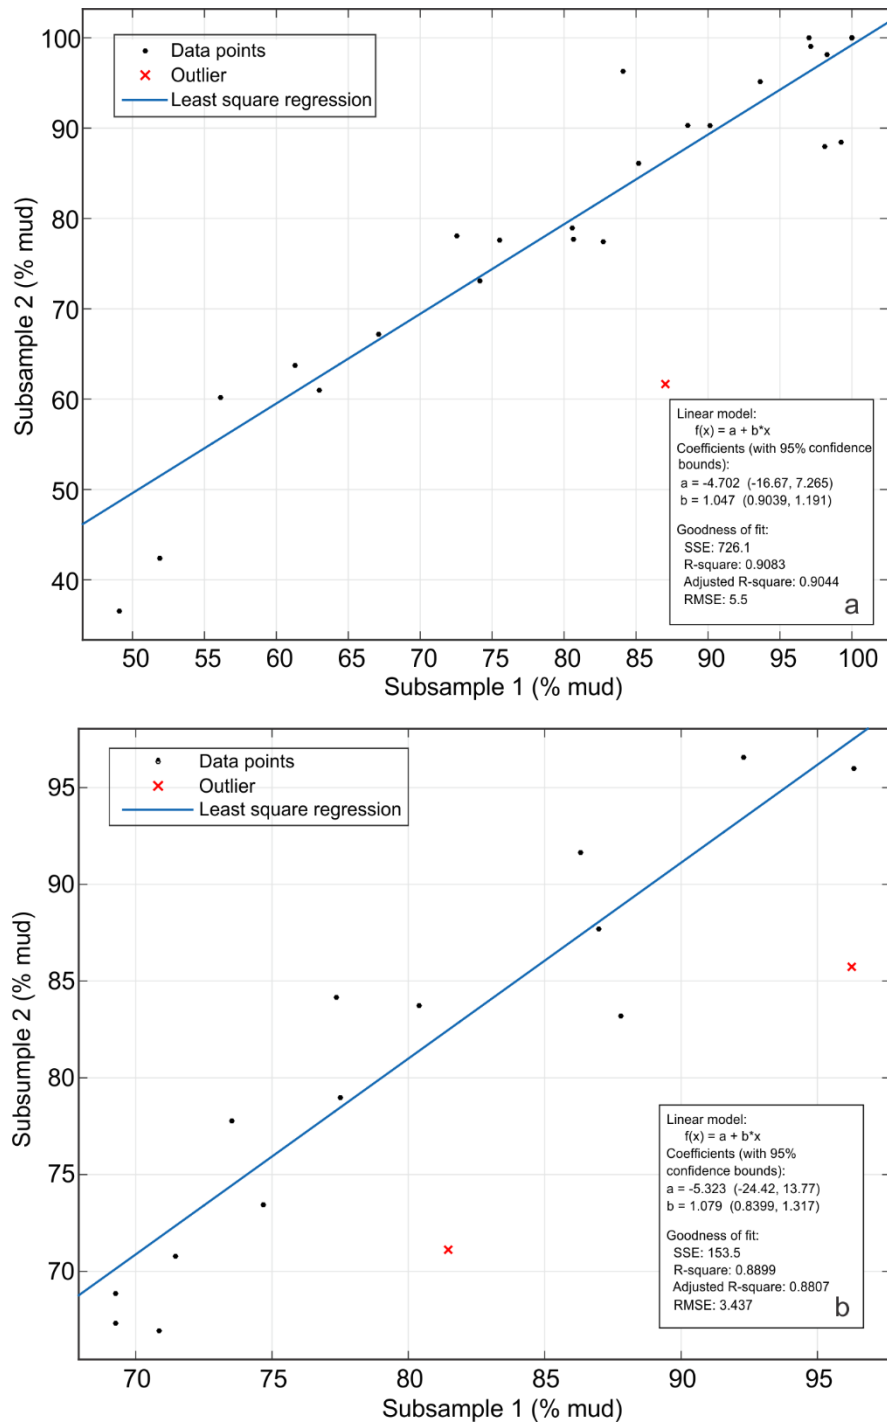 Data points
Outlier
Least square regression
100
90
80
70
60
50
40
Subsample 2 (% mud)
Linear model:
f(x) = a + b*x
Coefficients (with 95% confidence
bounds):
a = -4.702 (-16.67, 7.265)
b = 1.047 (0.9039, 1.191)
Goodness of fit:
SSE: 726.1
R-square: 0.9083
Adjusted R-square: 0.9044
RMSE: 5.5
a
50 55 60 65 70 75 80 85 90 95 100
Subsample 1 (% mud)
Data points
Outlier
Least square regression
95
90
85
80
75
70
Subsumple 2 (% mud)
Linear model:
f(x) = a + b*x
Coefficients (with 95%
confidence bounds):
a = -5.323 (-24.42, 13.77)
b = 1.079 (0.8399, 1.317)
Goodness of fit:
SSE: 153.5
R-square: 0.8899
Adjusted R-square: 0.8807
RMSE: 3.437
b
70 75 80 85 90 95
Subsample 1 (% mud)